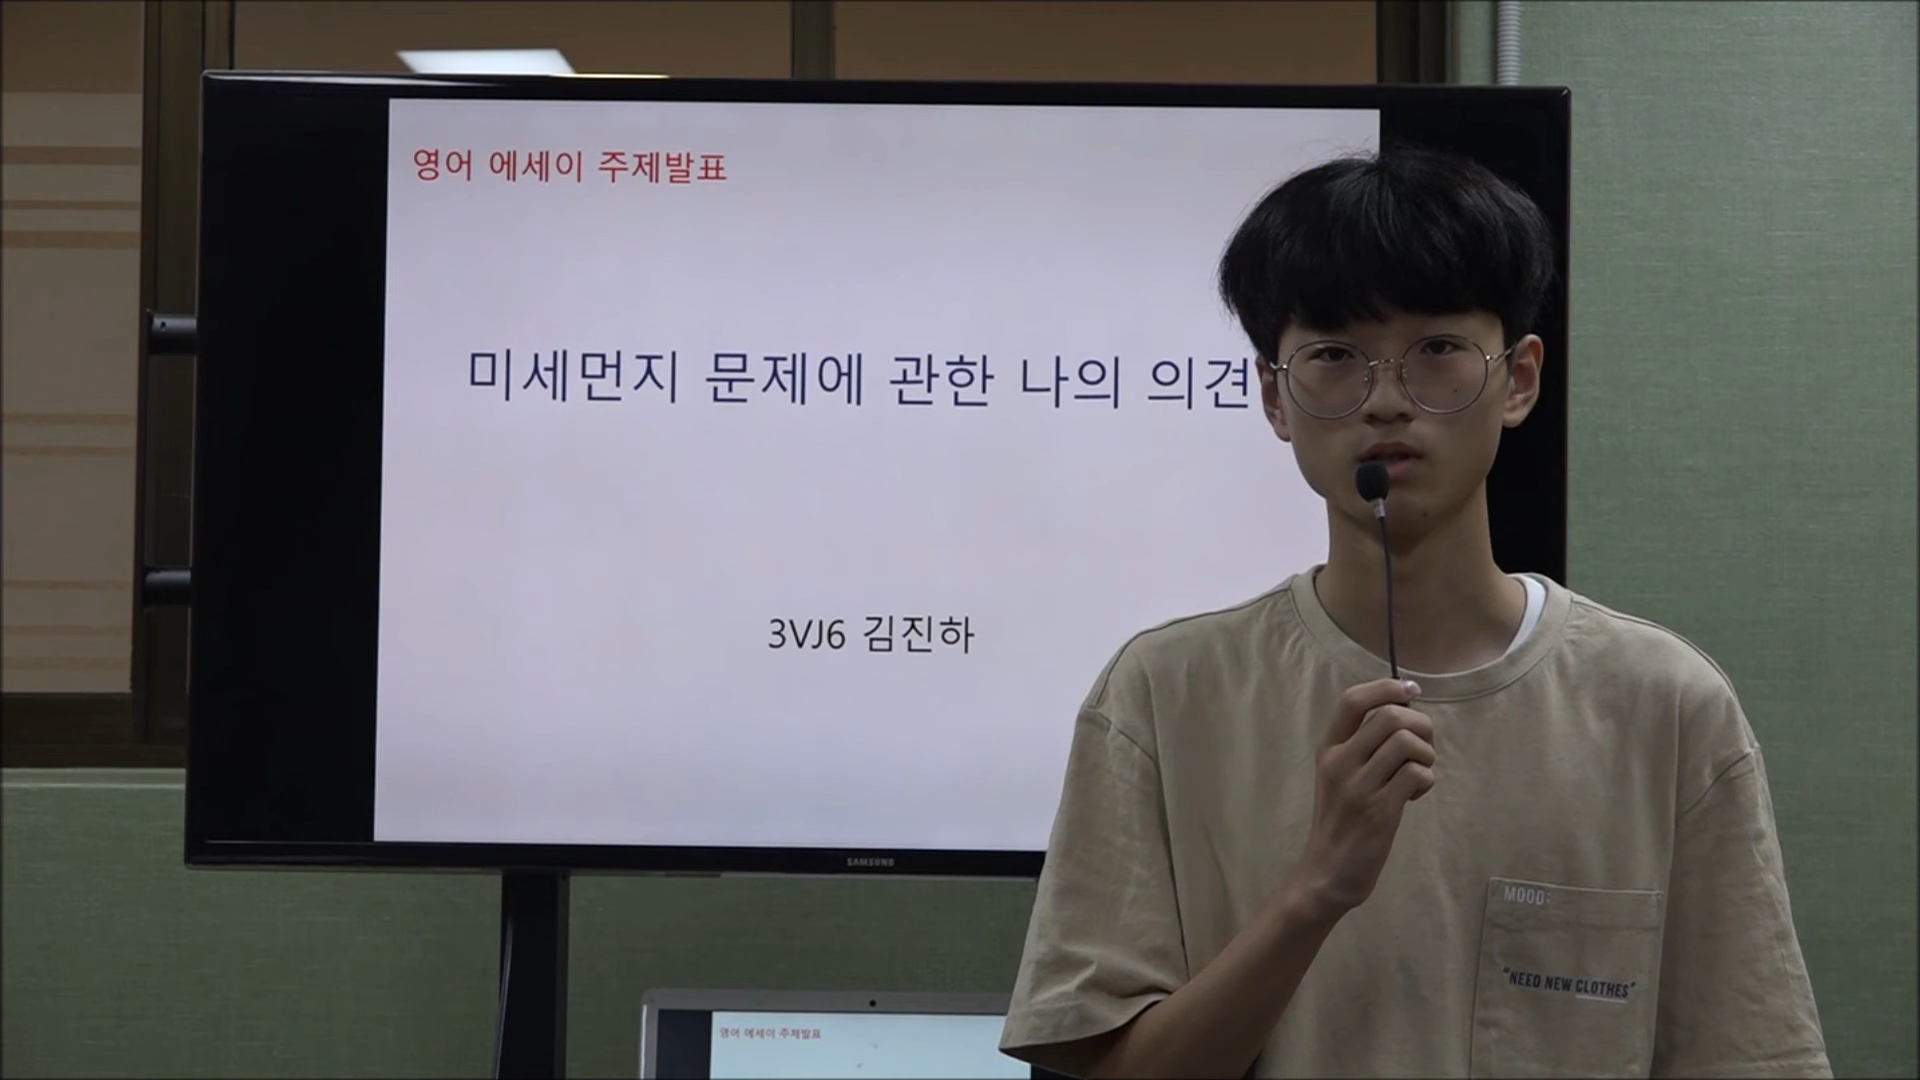 영어 에세이 주제발표
미세먼지 문제에 관한 나의 의견
3VJ6 김진하
SAMSUNG
MOOD:
"NEED NEW CLOTHES"
영어 에세이 주제발표